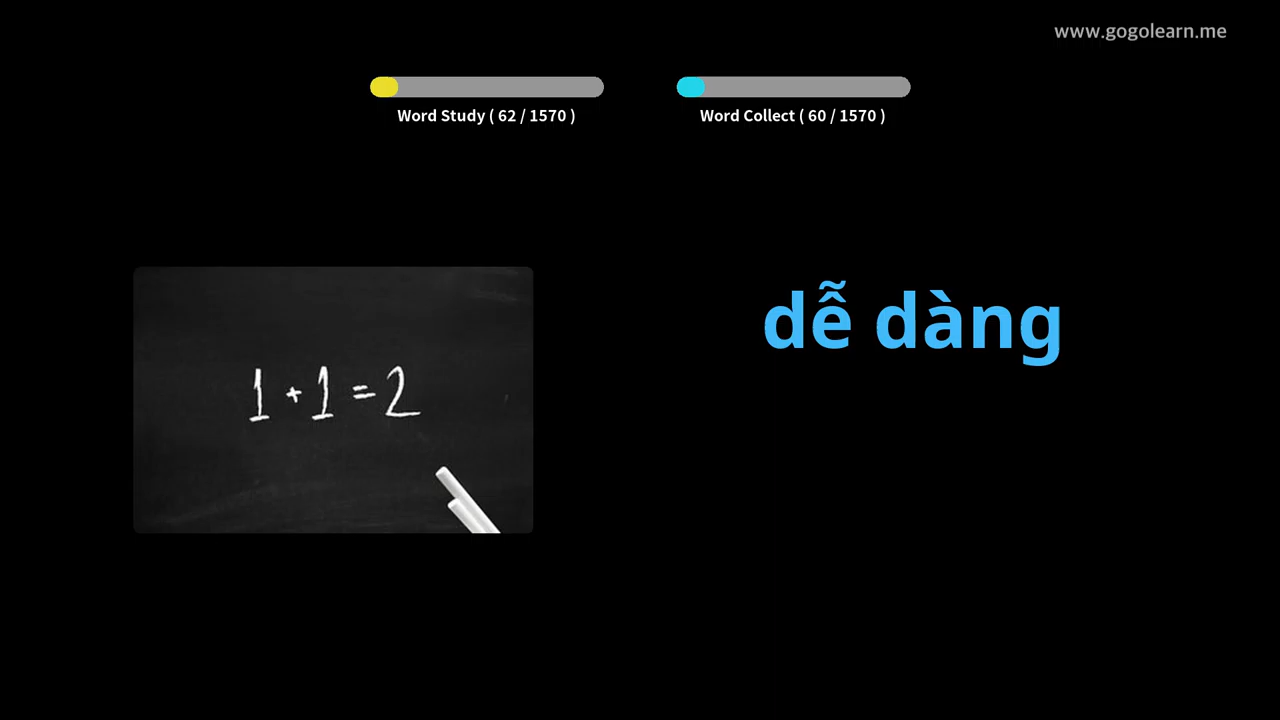 www.gogolearn.me
Word Study ( 62 / 1570 )
Word Collect ( 60 / 1570 )
dễ dàng
1 + 1 = 2